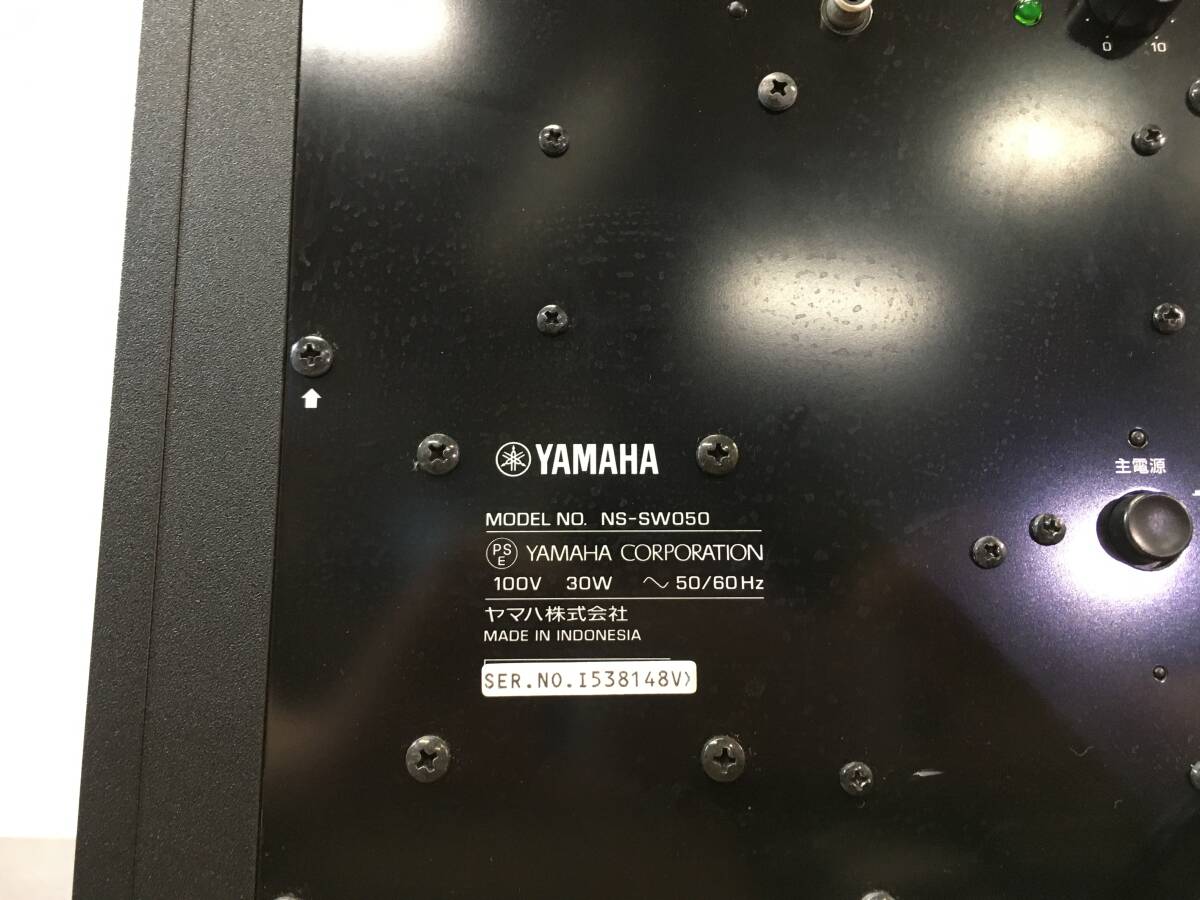 0 10
YAMAHA
主電源
MODEL NO. NS-SW050
PS E YAMAHA CORPORATION
100V 30W ～ 50/60Hz
ヤマハ株式会社
MADE IN INDONESIA
SER.NO.I538148V〉